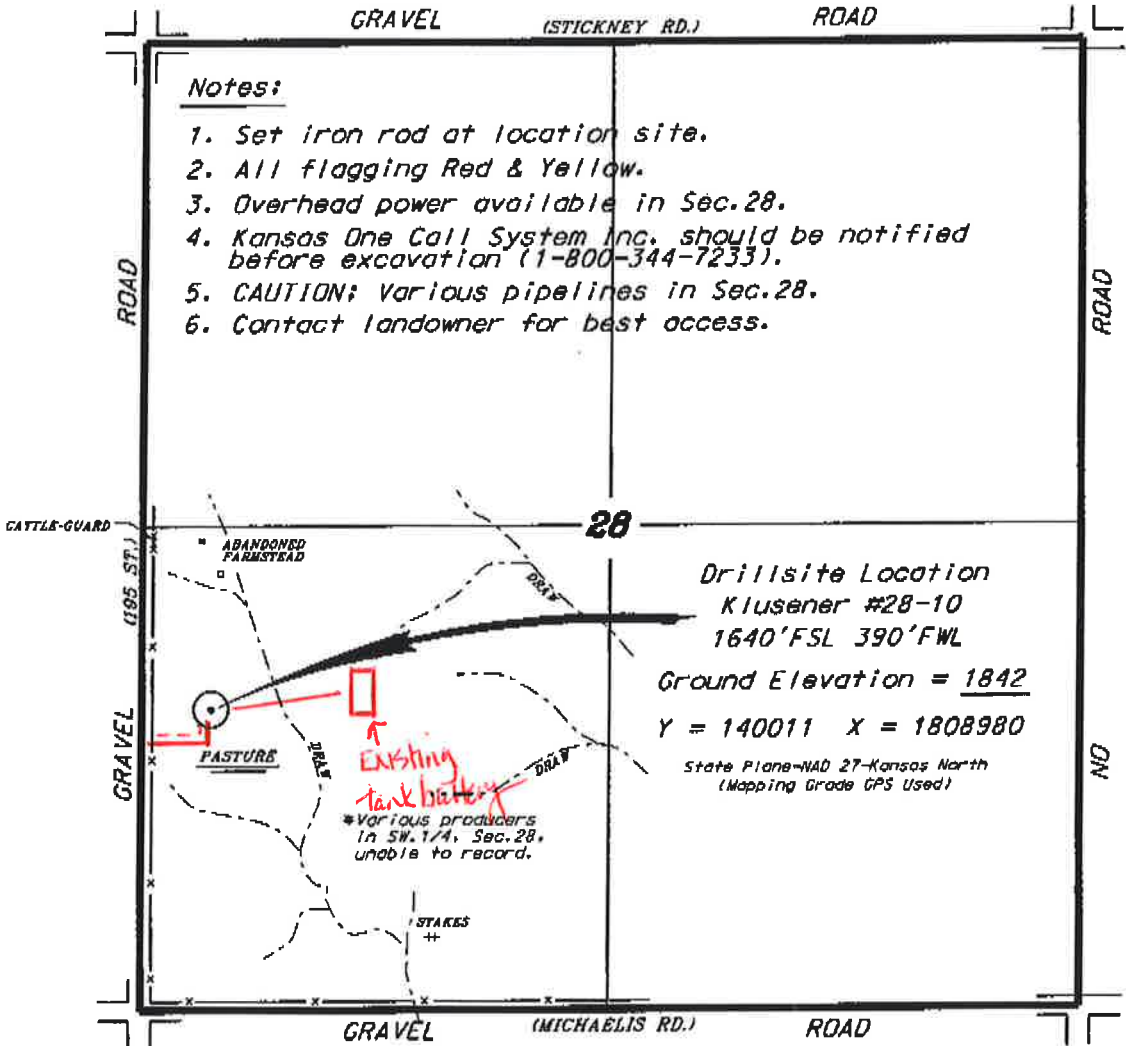 GRAVEL (STICKNEY RD.) ROAD
Notes:
1. Set iron rod at location site.
2. All flagging Red & Yellow.
3. Overhead power available in Sec.28.
4. Kansas One Call System Inc. should be notified
before excavation (1-800-344-7233).
5. CAUTION: Various pipelines in Sec.28.
6. Contact landowner for best access.
ROAD
ROAD
CATTLE-GUARD
(195 ST.)
28
ABANDONED
FARMSTEAD
DRAW
Drillsite Location
Klusener #28-10
1640'FSL 390'FWL
Ground Elevation = 1842
Y = 140011 X = 1808980
State Plane-NAD 27-Kansas North
(Mapping Grade GPS Used)
GRAVEL
PASTURE
DRAW
Existing
tank battery
DRAW
NO
*Various producers
in SW.1/4, Sec.28,
unable to record.
STAKES
GRAVEL (MICHAELIS RD.) ROAD